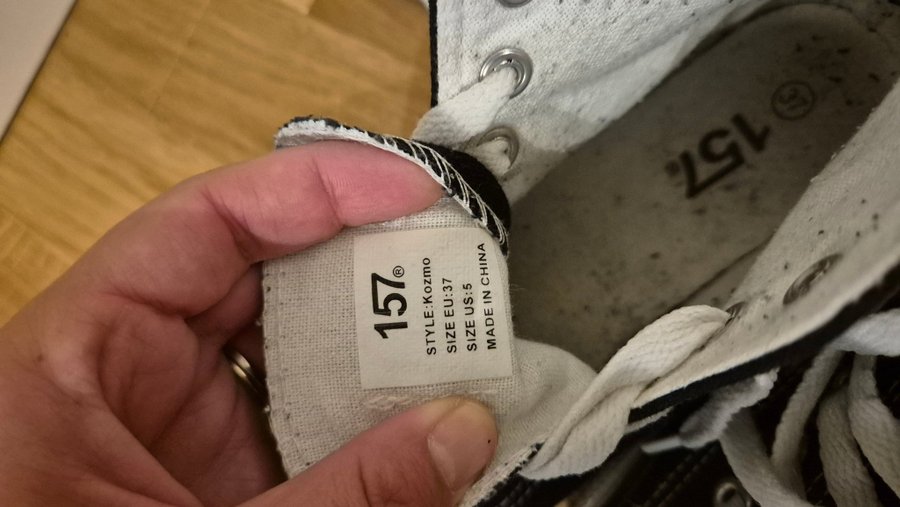 157®
STYLE:Kozmo
SIZE EU:37
SIZE US:5
MADE IN CHINA
157®